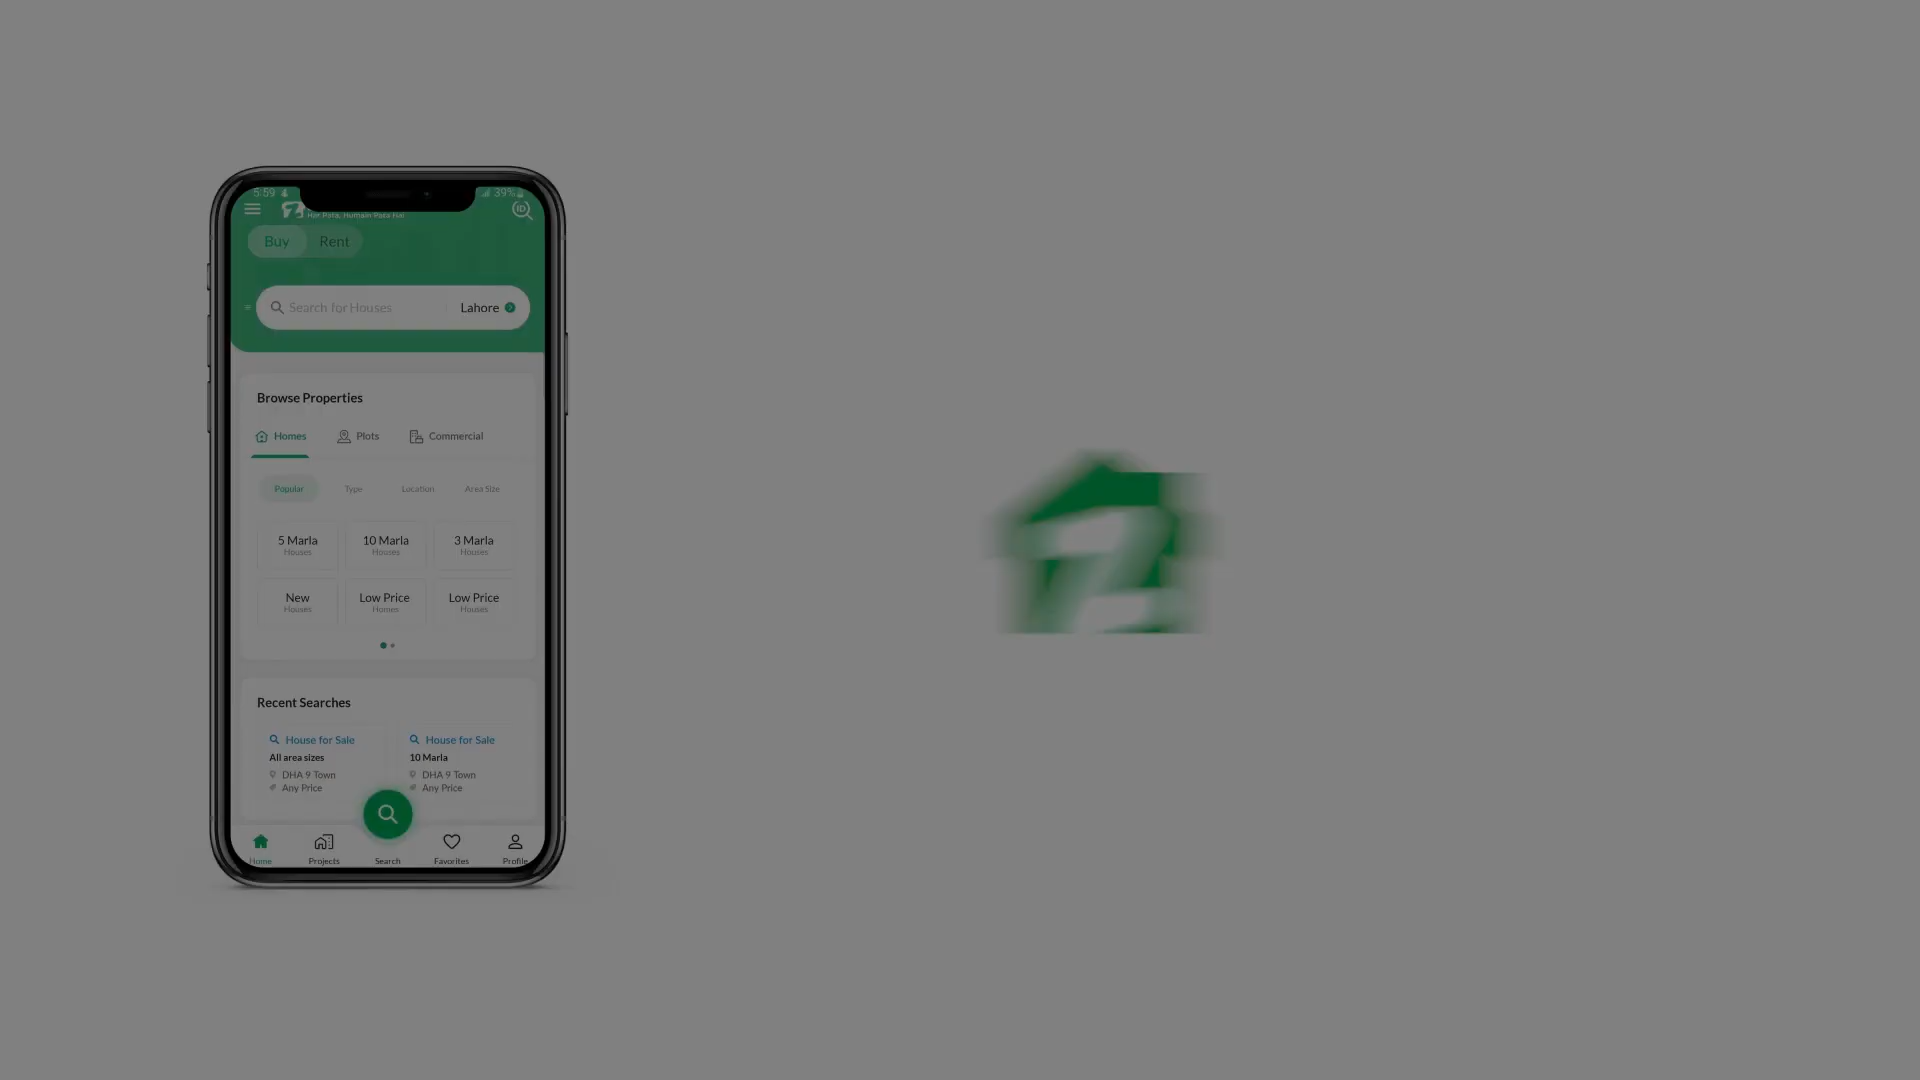 5:59 39%
Har Pata, Humain Pata Hai
Buy Rent
Search for Houses Lahore
Browse Properties
Homes Plots Commercial
Popular Type Location Area Size
5 Marla 10 Marla 3 Marla
Houses Houses Houses
New Low Price Low Price
Houses Homes Houses
Recent Searches
House for Sale House for Sale
All area sizes 10 Marla
DHA 9 Town DHA 9 Town
Any Price Any Price
Home Projects Search Favorites Profile